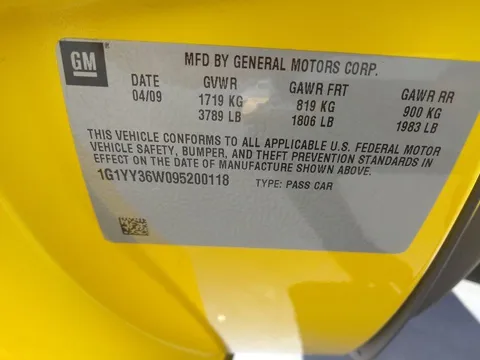 GM
MFD BY GENERAL MOTORS CORP.
DATE GVWR GAWR FRT GAWR RR
04/09 1719 KG 819 KG 900 KG
3789 LB 1806 LB 1983 LB
THIS VEHICLE CONFORMS TO ALL APPLICABLE U.S. FEDERAL MOTOR
VEHICLE SAFETY, BUMPER, AND THEFT PREVENTION STANDARDS IN
EFFECT ON THE DATE OF MANUFACTURE SHOWN ABOVE.
1G1YY36W095200118 TYPE: PASS CAR